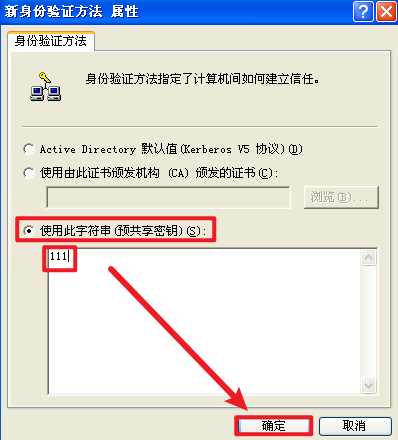 新身份验证方法 属性
身份验证方法
身份验证方法指定了计算机间如何建立信任。
Active Directory 默认值(Kerberos V5 协议)(D)
使用由此证书颁发机构 (CA) 颁发的证书(C):
浏览(B)...
使用此字符串(预共享密钥)(S):
111
确定 取消